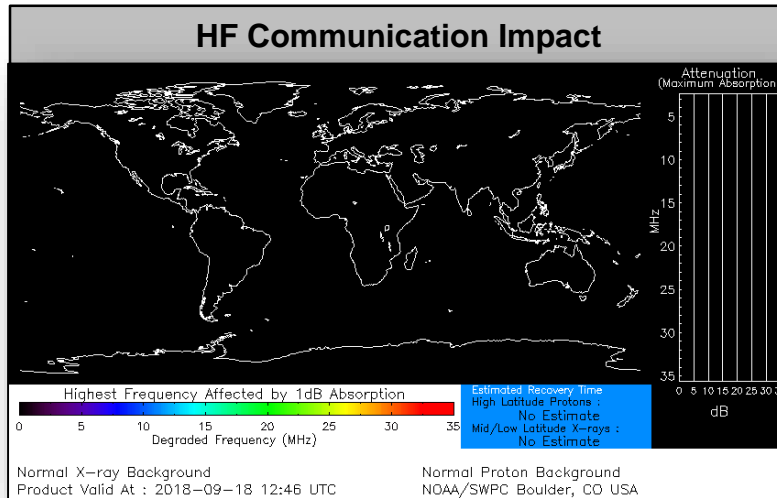 HF Communication Impact
Attenuation
(Maximum Absorption)
5
10
15
20
25
30
35
MHz
0 5 10 15 20 25 30 3
dB
Highest Frequency Affected by 1dB Absorption
0 5 10 15 20 25 30 35
Degraded Frequency (MHz)
Estimated Recovery Time
High Latitude Protons :
No Estimate
Mid/Low Latitude X-rays :
No Estimate
Normal X-ray Background
Normal Proton Background
Product Valid At : 2018-09-18 12:46 UTC
NOAA/SWPC Boulder, CO USA